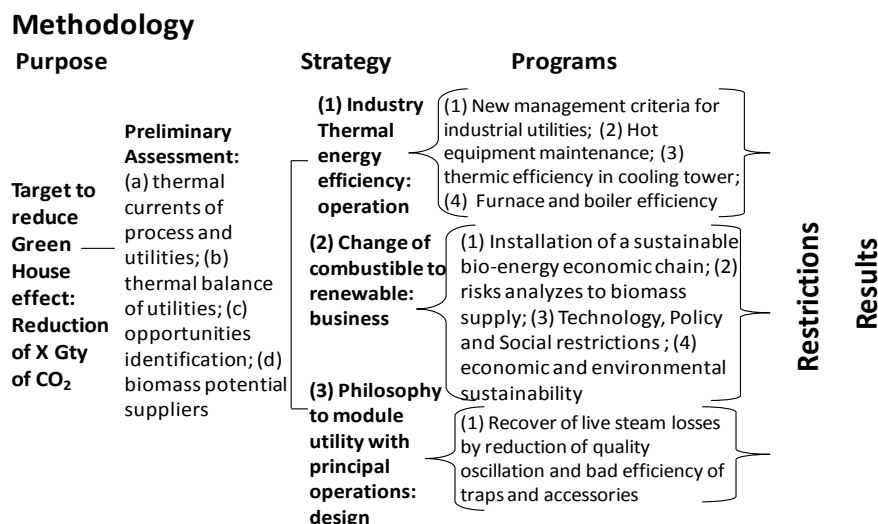 Methodology
Purpose
Strategy
Programs
Target to
reduce
Green
House
effect:
Reduction
of X Gty
of CO₂
Preliminary
Assessment:
(a) thermal
currents of
process and
utilities; (b)
thermal balance
of utilities; (c)
opportunities
identification; (d)
biomass potential
suppliers
(1) Industry
Thermal
energy
efficiency:
operation
(1) New management criteria for
industrial utilities; (2) Hot
equipment maintenance; (3)
thermic efficiency in cooling tower;
(4) Furnace and boiler efficiency
(2) Change of
combustible to
renewable:
business
(1) Installation of a sustainable
bio-energy economic chain; (2)
risks analyzes to biomass
supply; (3) Technology, Policy
and Social restrictions ; (4)
economic and environmental
sustainability
(3) Philosophy
to module
utility with
principal
operations:
design
(1) Recover of live steam losses
by reduction of quality
oscillation and bad efficiency of
traps and accessories
Restrictions
Results